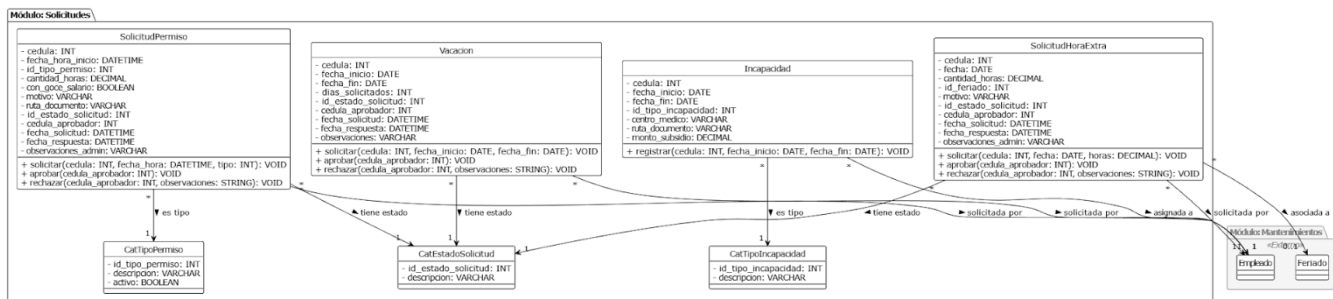 Módulo: Solicitudes
SolicitudPermiso
- cedula: INT
- fecha_hora_inicio: DATETIME
- id_tipo_permiso: INT
- cantidad_horas: DECIMAL
- con_goce_salario: BOOLEAN
- motivo: VARCHAR
- ruta_documento: VARCHAR
- id_estado_solicitud: INT
- cedula_aprobador: INT
- fecha_solicitud: DATETIME
- fecha_respuesta: DATETIME
- observaciones_admin: VARCHAR
+ solicitar(cedula: INT, fecha_hora: DATETIME, tipo: INT): VOID
+ aprobar(cedula_aprobador: INT): VOID
+ rechazar(cedula_aprobador: INT, observaciones: STRING): VOID
Vacacion
- cedula: INT
- fecha_inicio: DATE
- fecha_fin: DATE
- dias_solicitados: INT
- id_estado_solicitud: INT
- cedula_aprobador: INT
- fecha_solicitud: DATETIME
- fecha_respuesta: DATETIME
- observaciones: VARCHAR
+ solicitar(cedula: INT, fecha_inicio: DATE, fecha_fin: DATE): VOID
+ aprobar(cedula_aprobador: INT): VOID
+ rechazar(cedula_aprobador: INT, observaciones: STRING): VOID
Incapacidad
- cedula: INT
- fecha_inicio: DATE
- fecha_fin: DATE
- id_tipo_incapacidad: INT
- centro_medico: VARCHAR
- ruta_documento: VARCHAR
- monto_subsidio: DECIMAL
+ registrar(cedula: INT, fecha_inicio: DATE, fecha_fin: DATE): VOID
SolicitudHoraExtra
- cedula: INT
- fecha: DATE
- cantidad_horas: DECIMAL
- id_feriado: INT
- motivo: VARCHAR
- id_estado_solicitud: INT
- cedula_aprobador: INT
- fecha_solicitud: DATETIME
- fecha_respuesta: DATETIME
- observaciones_admin: VARCHAR
+ solicitar(cedula: INT, fecha: DATE, horas: DECIMAL): VOID
+ aprobar(cedula_aprobador: INT): VOID
+ rechazar(cedula_aprobador: INT, observaciones: STRING): VOID
* * * * * * * * * *
es tipo
tiene estado
tiene estado
es tipo
tiene estado
solicitada por
solicitada por
asignada a
solicitada por
asociada a
1 1 1 1 1
CatTipoPermiso
- id_tipo_permiso: INT
- descripcion: VARCHAR
- activo: BOOLEAN
CatEstadoSolicitud
- id_estado_solicitud: INT
- descripcion: VARCHAR
CatTipoIncapacidad
- id_tipo_incapacidad: INT
- descripcion: VARCHAR
Módulo: Mantenimientos
Empleado
Feriado